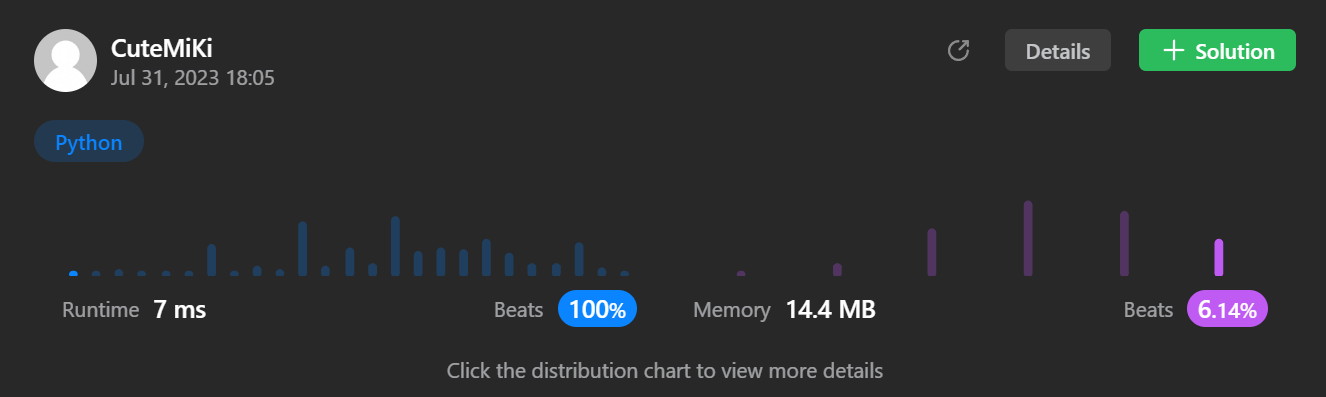 CuteMiKi
Jul 31, 2023 18:05
Details
+ Solution
Python
Runtime 7 ms Beats 100%
Memory 14.4 MB Beats 6.14%
Click the distribution chart to view more details